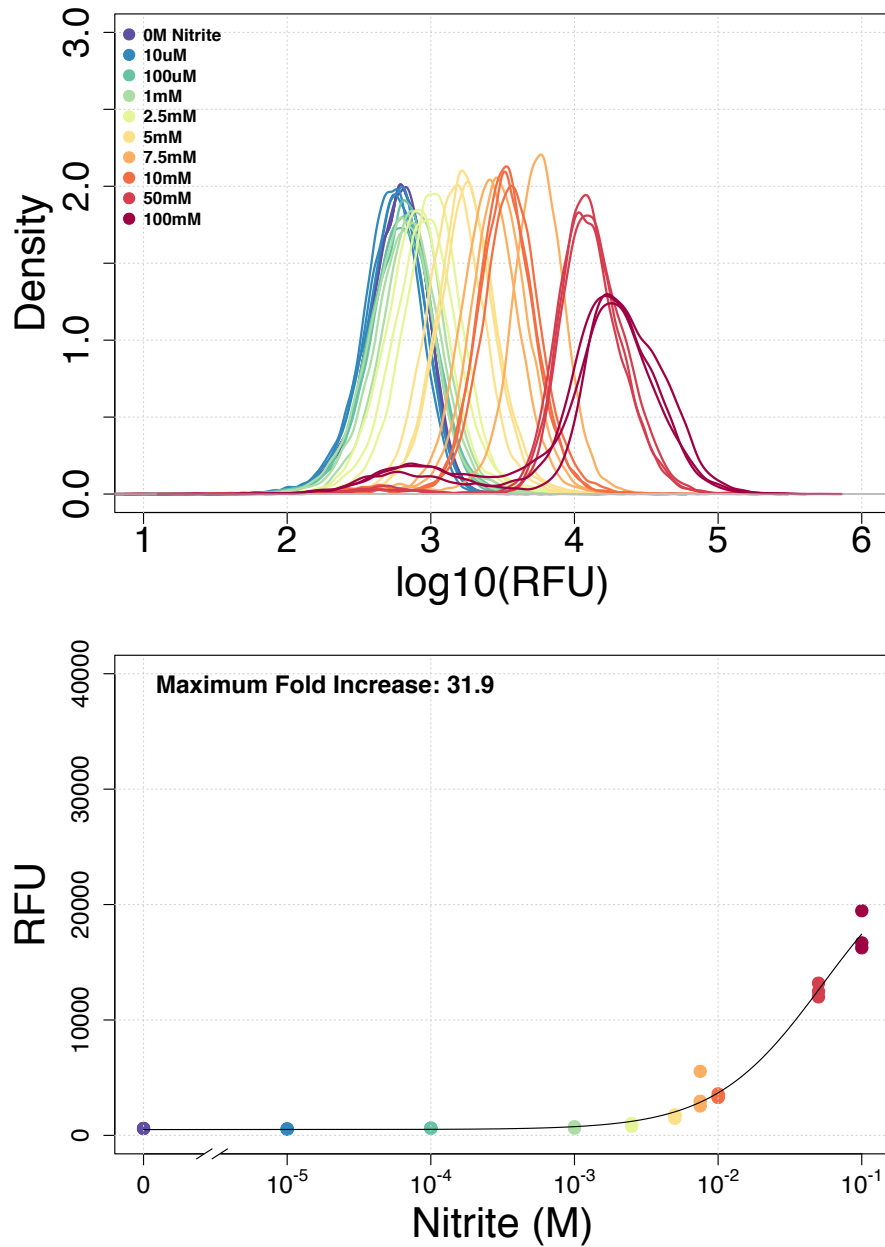 3.0
2.0
1.0
0.0
Density
0M Nitrite
10uM
100uM
1mM
2.5mM
5mM
7.5mM
10mM
50mM
100mM
1 2 3 4 5 6
log10(RFU)
Maximum Fold Increase: 31.9
40000
30000
20000
10000
0
RFU
0 10⁻⁵ 10⁻⁴ 10⁻³ 10⁻² 10⁻¹
Nitrite (M)